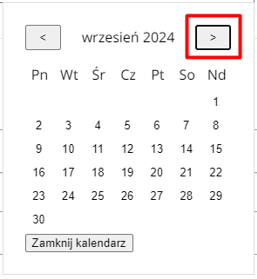 < wrzesień 2024 >
Pn Wt Śr Cz Pt So Nd
1
2 3 4 5 6 7 8
9 10 11 12 13 14 15
16 17 18 19 20 21 22
23 24 25 26 27 28 29
30
Zamknij kalendarz